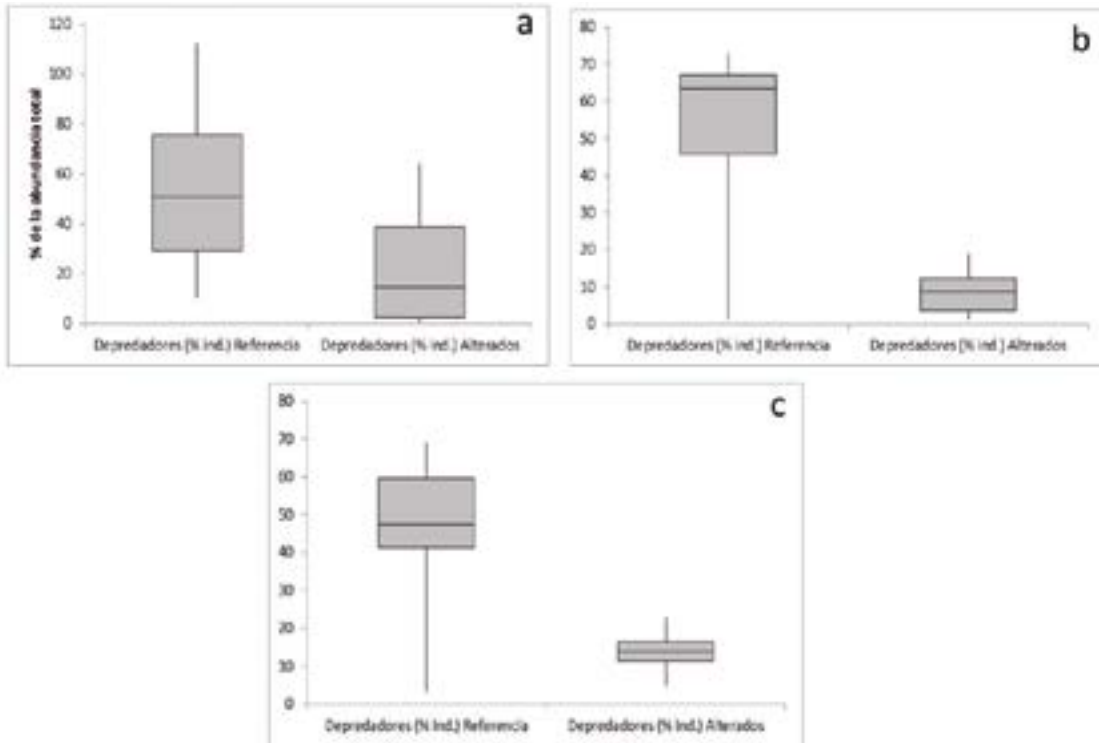 a
% de la abundancia total
120
100
80
60
40
20
0
Depredadores (% ind.) Referencia
Depredadores (% ind.) Alterados
b
80
70
60
50
40
30
20
10
0
Depredadores (% ind.) Referencia
Depredadores (% ind.) Alterados
c
80
70
60
50
40
30
20
10
0
Depredadores (% Ind.) Referencia
Depredadores (% Ind.) Alterados